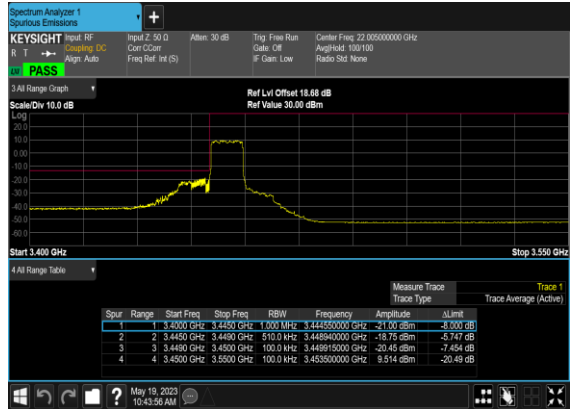 Spectrum Analyzer 1
Spurious Emissions
+
KEYSIGHT Input: RF Input Z: 50 Ω Atten: 30 dB Trig: Free Run Center Freq: 22.005000000 GHz
R T Coupling: DC Corr CCorr Gate: Off Avg|Hold: 100/100
Align: Auto Freq Ref: Int (S) IF Gain: Low Radio Std: None
LV PASS
3 All Range Graph
Ref Lvl Offset 18.68 dB
Scale/Div 10.0 dB Ref Value 30.00 dBm
Log
20.0
10.0
0.00
-10.0
-20.0
-30.0
-40.0
-50.0
-60.0
Start 3.400 GHz Stop 3.550 GHz
4 All Range Table
Measure Trace Trace 1
Trace Type Trace Average (Active)
Spur Range Start Freq Stop Freq RBW Frequency Amplitude ΔLimit
1 1 3.4000 GHz 3.4450 GHz 1.000 MHz 3.444550000 GHz -21.00 dBm -8.000 dB
2 2 3.4450 GHz 3.4490 GHz 510.0 kHz 3.448940000 GHz -18.75 dBm -5.747 dB
3 3 3.4490 GHz 3.4500 GHz 100.0 kHz 3.449915000 GHz -20.45 dBm -7.454 dB
4 4 3.4500 GHz 3.5500 GHz 100.0 kHz 3.453500000 GHz 9.514 dBm -20.49 dB
? May 19, 2023
10:43:56 AM